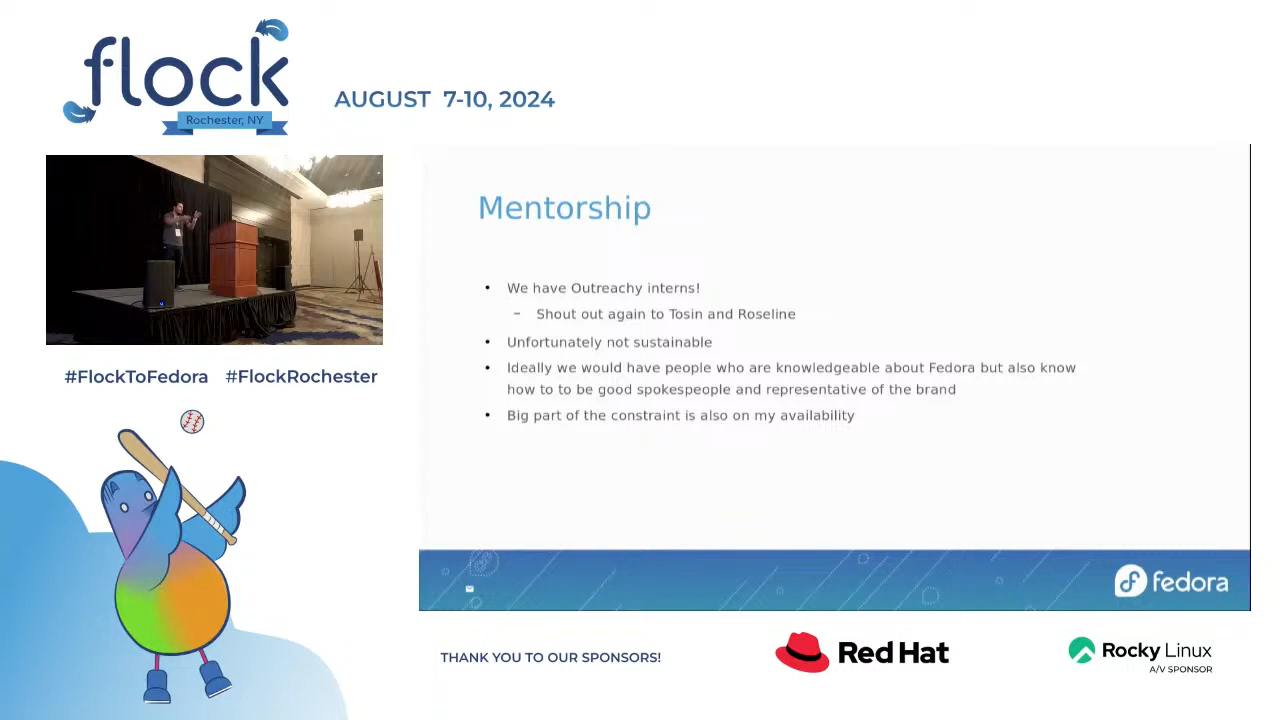 flock
Rochester, NY
AUGUST 7-10, 2024
Mentorship
• We have Outreachy interns!
– Shout out again to Tosin and Roseline
• Unfortunately not sustainable
• Ideally we would have people who are knowledgeable about Fedora but also know
how to to be good spokespeople and representative of the brand
• Big part of the constraint is also on my availability
fedora
#FlockToFedora #FlockRochester
THANK YOU TO OUR SPONSORS!
Red Hat
Rocky Linux
A/V SPONSOR